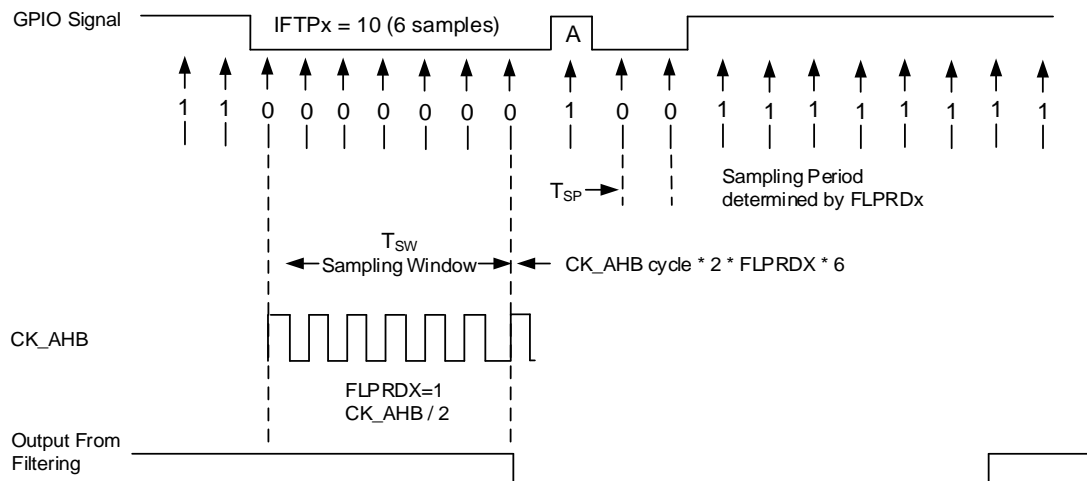 GPIO Signal
IFTPx = 10 (6 samples)
A
1 1 0 0 0 0 0 0 0 1 0 0 1 1 1 1 1 1 1 1
TSP
Sampling Period
determined by FLPRDx
TSW
Sampling Window
CK_AHB cycle * 2 * FLPRDX * 6
CK_AHB
FLPRDX=1
CK_AHB / 2
Output From
Filtering